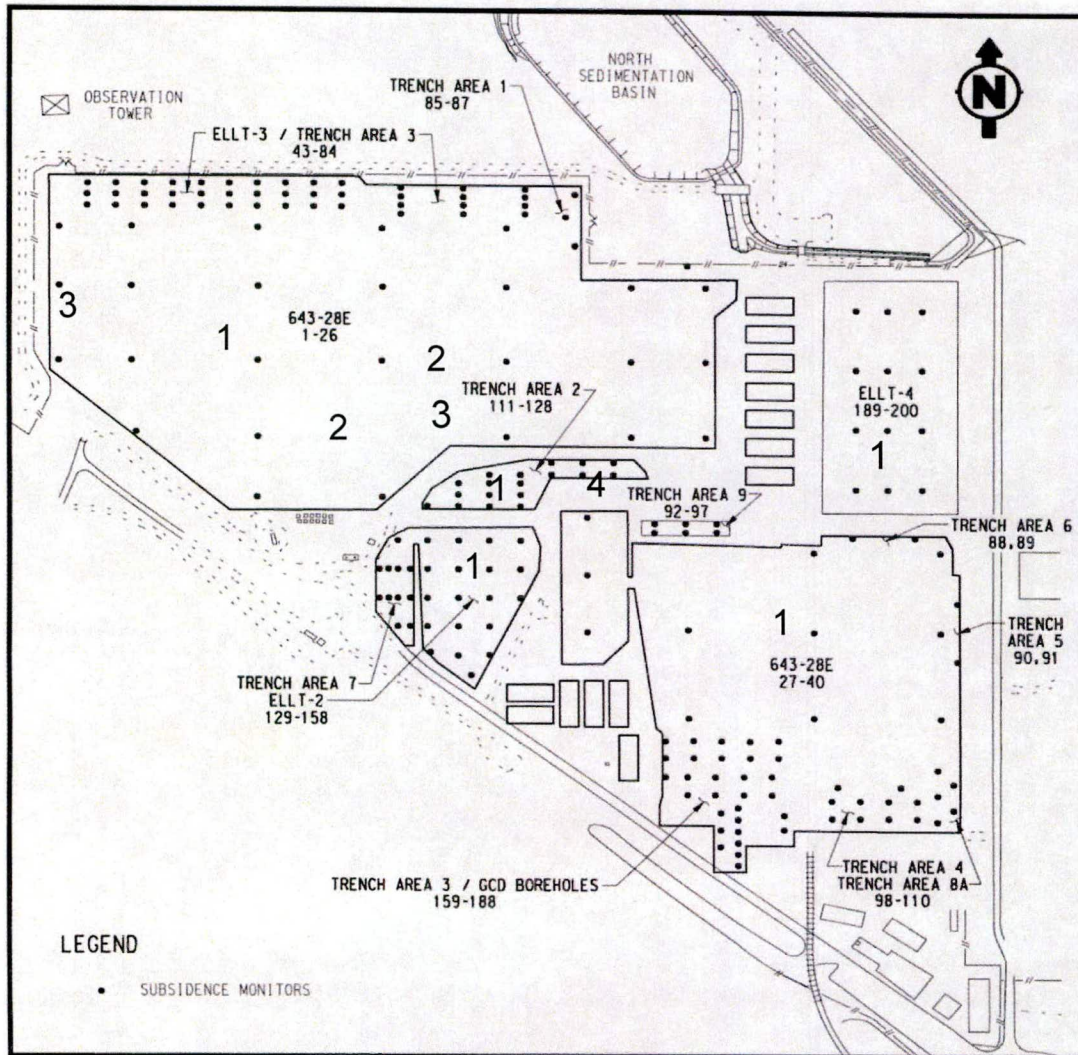 NORTH
SEDIMENTATION
BASIN
N
OBSERVATION
TOWER
TRENCH AREA 1
85-87
ELLT-3 / TRENCH AREA 3
43-84
3
1
643-28E
1-26
2
2
3
TRENCH AREA 2
111-128
ELLT-4
189-200
1
1
4
TRENCH AREA 9
92-97
TRENCH AREA 6
88,89
1
1
643-28E
27-40
TRENCH
AREA 5
90,91
TRENCH AREA 7
ELLT-2
129-158
TRENCH AREA 3 / GCD BOREHOLES
159-188
TRENCH AREA 4
TRENCH AREA 8A
98-110
LEGEND
SUBSIDENCE MONITORS